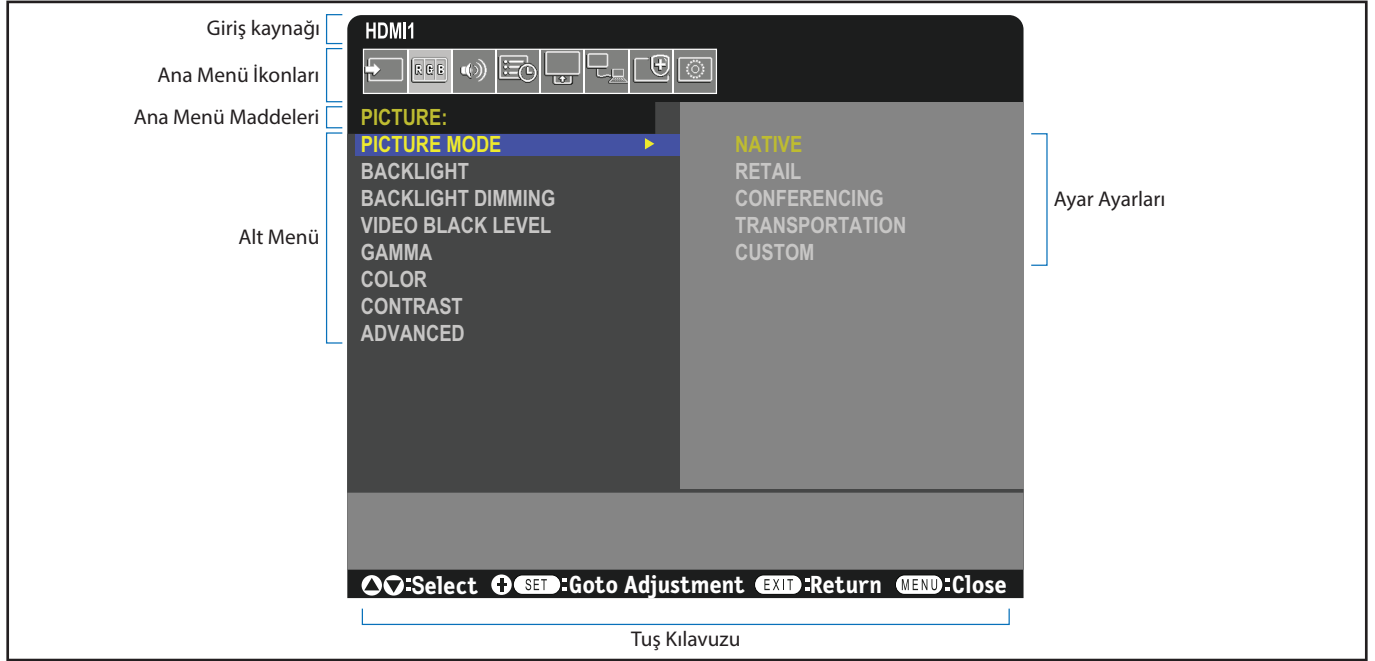 Giriş kaynağı
HDMI1
Ana Menü İkonları
RGB
Ana Menü Maddeleri
PICTURE:
Alt Menü
PICTURE MODE
BACKLIGHT
BACKLIGHT DIMMING
VIDEO BLACK LEVEL
GAMMA
COLOR
CONTRAST
ADVANCED
NATIVE
RETAIL
CONFERENCING
TRANSPORTATION
CUSTOM
Ayar Ayarları
:Select SET:Goto Adjustment EXIT:Return MENU:Close
Tuş Kılavuzu